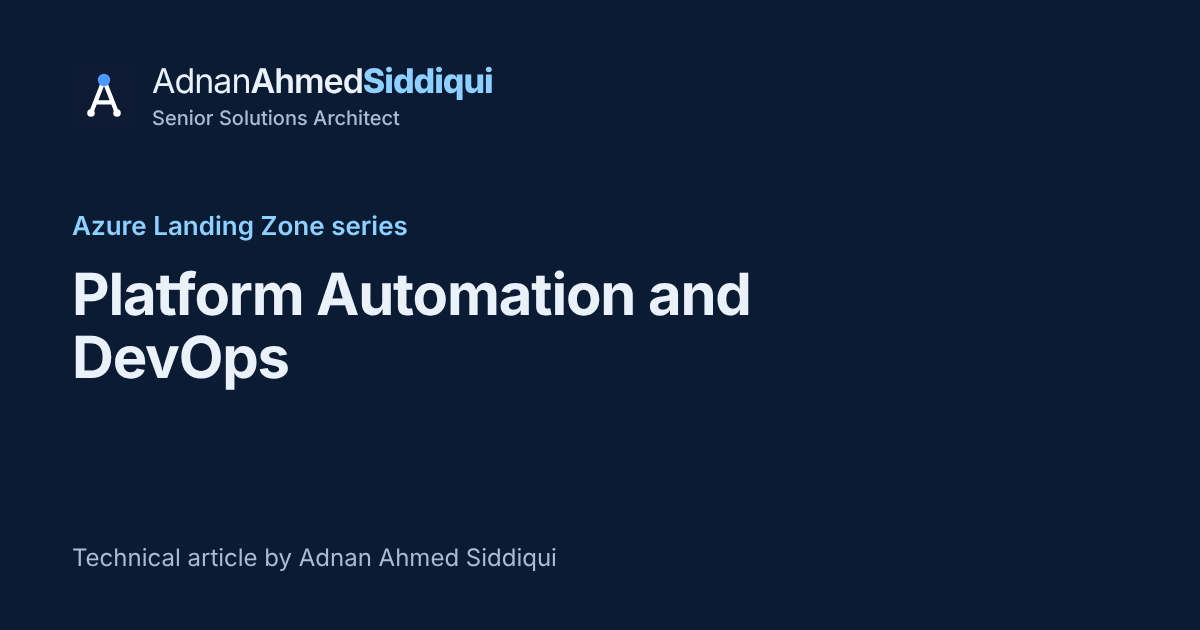 AdnanAhmedSiddiqui
Senior Solutions Architect
Azure Landing Zone series
Platform Automation and
DevOps
Technical article by Adnan Ahmed Siddiqui